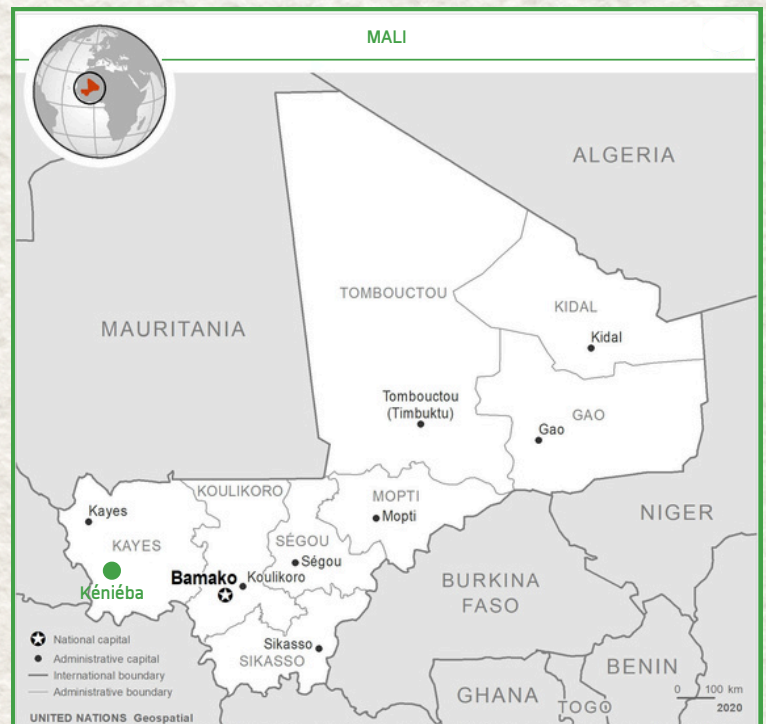 MALI
ALGERIA
TOMBOUCTOU
KIDAL
MAURITANIA
Kidal
Tombouctou
(Timbuktu)
GAO
Gao
KOULIKORO
MOPTI
Kayes
Mopti
NIGER
KAYES
SÉGOU
Ségou
Bamako
Koulikoro
Kéniéba
BURKINA
FASO
Sikasso
SIKASSO
National capital
Administrative capital
International boundary
Administrative boundary
UNITED NATIONS Geospatial
GHANA
TOGO
BENIN
0 100 km
2020